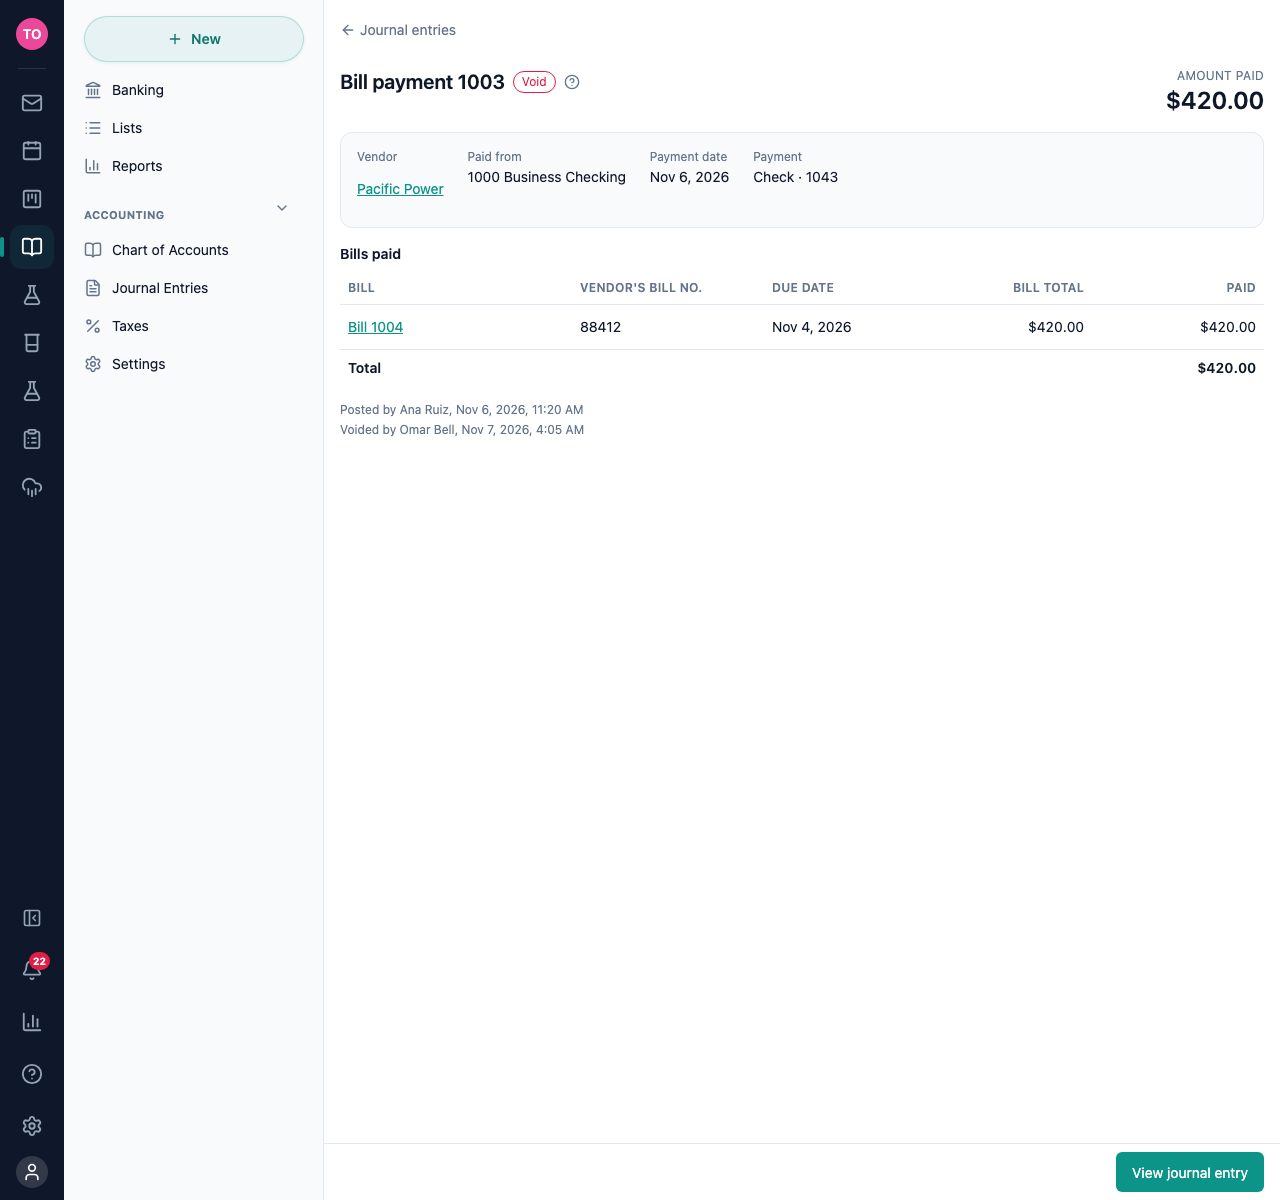 TO
New
Banking
Lists
Reports
ACCOUNTING
Chart of Accounts
Journal Entries
Taxes
Settings
22
Journal entries
Bill payment 1003 Void
AMOUNT PAID
$420.00
Vendor Paid from Payment date Payment
Pacific Power 1000 Business Checking Nov 6, 2026 Check · 1043
Bills paid
BILL VENDOR'S BILL NO. DUE DATE BILL TOTAL PAID
Bill 1004 88412 Nov 4, 2026 $420.00 $420.00
Total $420.00
Posted by Ana Ruiz, Nov 6, 2026, 11:20 AM
Voided by Omar Bell, Nov 7, 2026, 4:05 AM
View journal entry